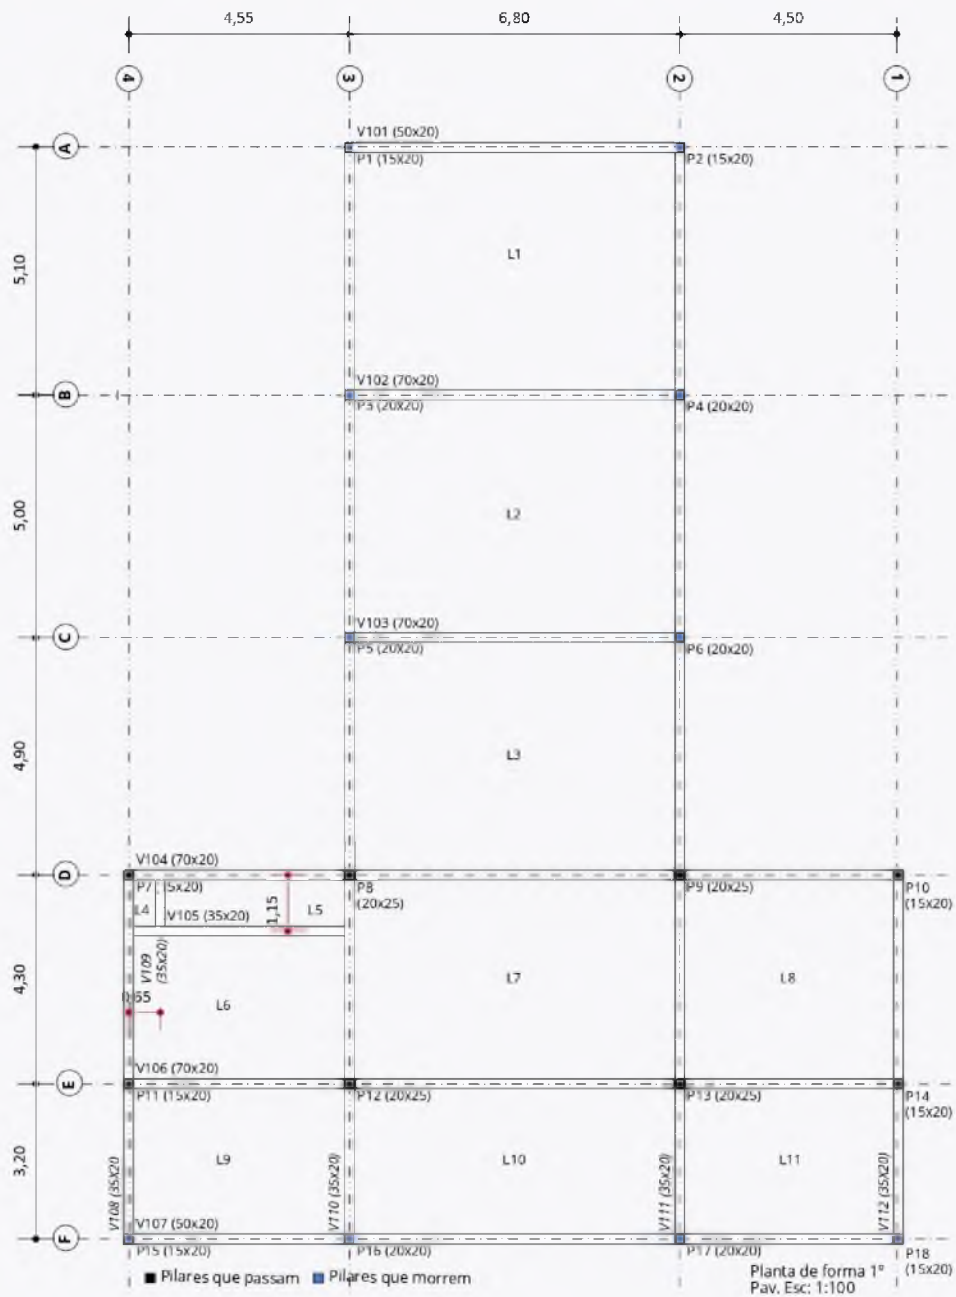 4,55 6,80 4,50
4 3 2 1
A
V101 (50x20)
P1 (15x20)
P2 (15x20)
L1
5,10
B
V102 (70x20)
P3 (20x20)
P4 (20x20)
L2
5,00
C
V103 (70x20)
P5 (20x20)
P6 (20x20)
L3
4,90
D
V104 (70x20)
P7 5x20)
P8
(20x25)
P9 (20x25)
P10
(15x20)
L4
V105 (35x20)
1,15
L5
V109
(35x20)
4,30
0,65
L6
L7
L8
E
V106 (70x20)
P11 (15x20)
P12 (20x25)
P13 (20x25)
P14
(15x20)
3,20
L9
L10
L11
V108 (35X20
V110 (35X20)
V111 (35X20)
V112 (35X20)
F
V107 (50x20)
P15 (15x20)
P16 (20x20)
P17 (20x20)
P18
(15x20)
Pilares que passam Pilares que morrem
Planta de forma 1º
Pav. Esc: 1:100